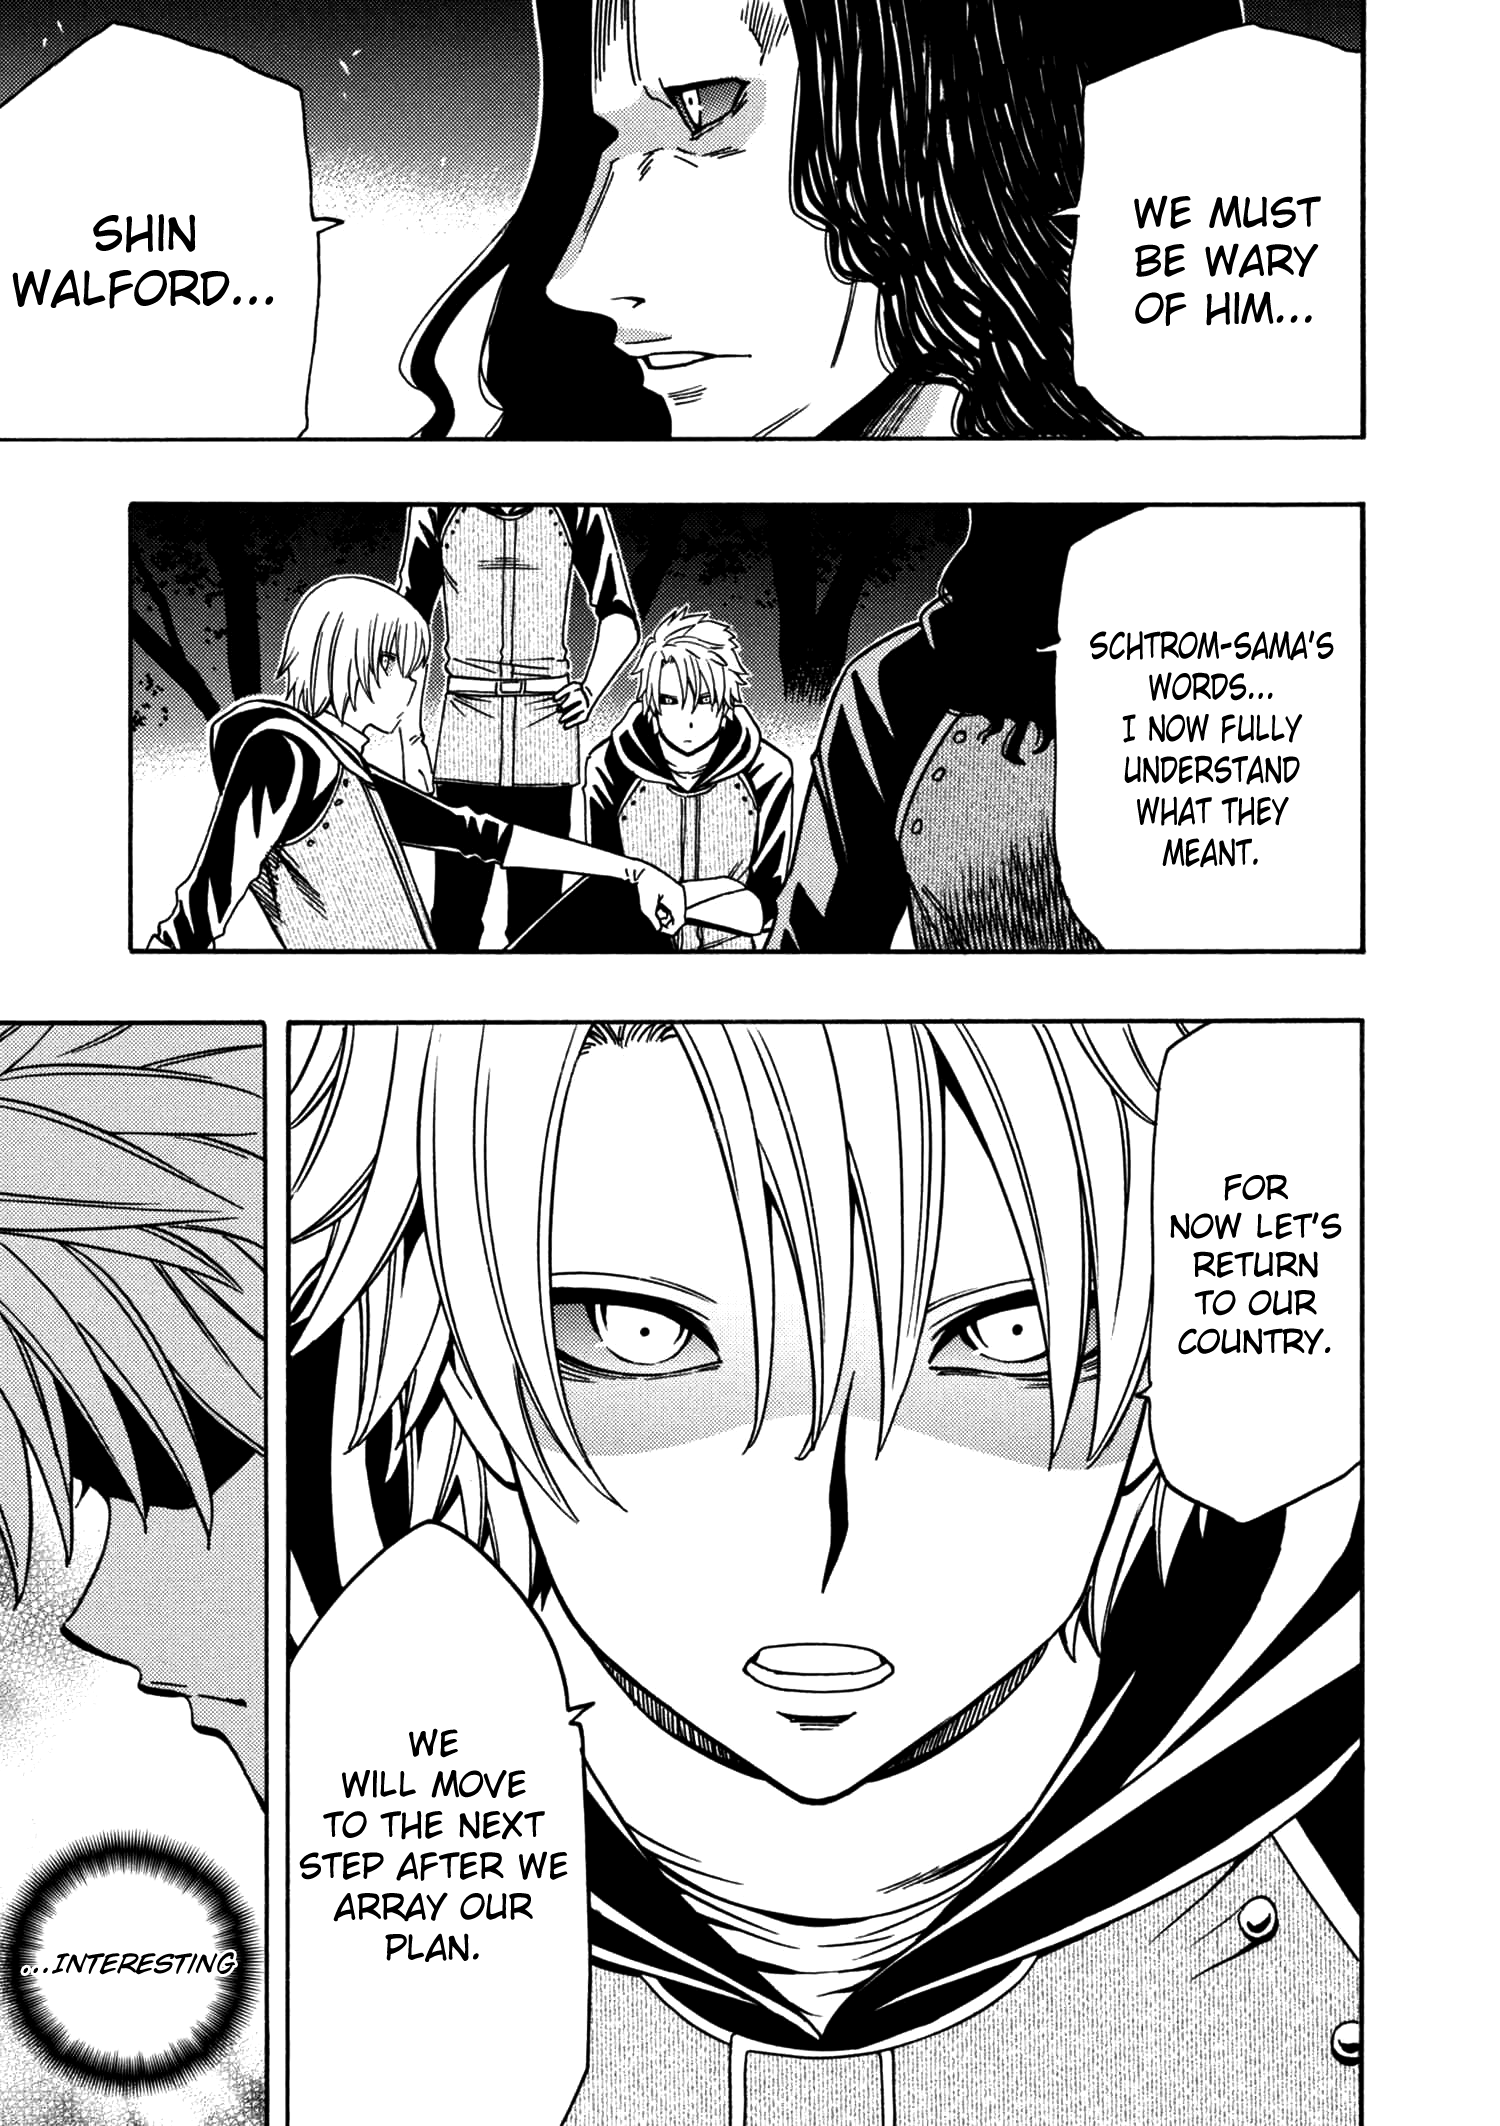 WE MUST
BE WARY
OF HIM...
SHIN
WALFORD...
SCHTROM-SAMA'S
WORDS...
I NOW FULLY
UNDERSTAND
WHAT THEY
MEANT.
FOR
NOW LET'S
RETURN
TO OUR
COUNTRY.
WE
WILL MOVE
TO THE NEXT
STEP AFTER WE
ARRAY OUR
PLAN.
...INTERESTING